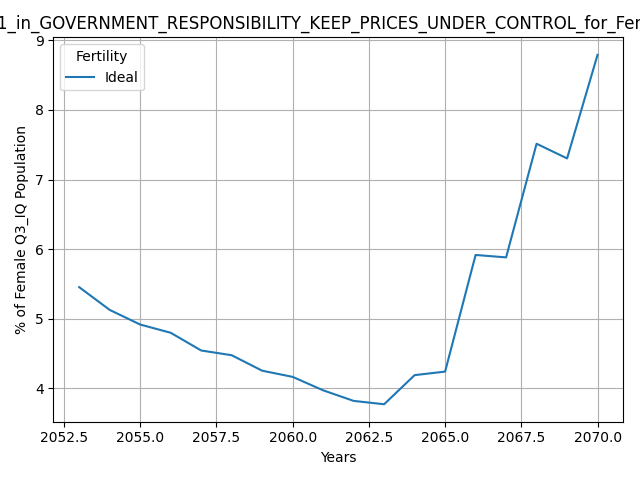 1_in_GOVERNMENT_RESPONSIBILITY_KEEP_PRICES_UNDER_CONTROL_for_Fer
9
8
7
6
5
4
% of Female Q3_IQ Population
Fertility
Ideal
2052.5 2055.0 2057.5 2060.0 2062.5 2065.0 2067.5 2070.0
Years